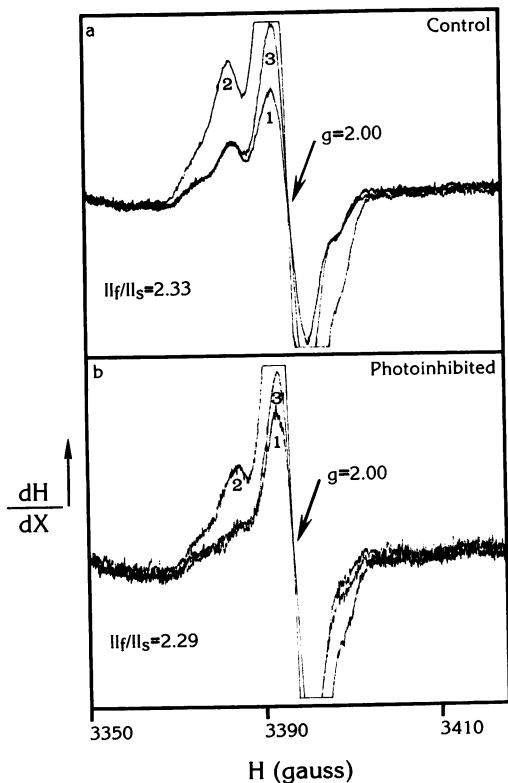 a
Control
2
3
1
g=2.00
IIf/IIs=2.33
b
Photoinhibited
3
1
2
g=2.00
dH
dX
IIf/IIs=2.29
3350
3390
3410
H (gauss)